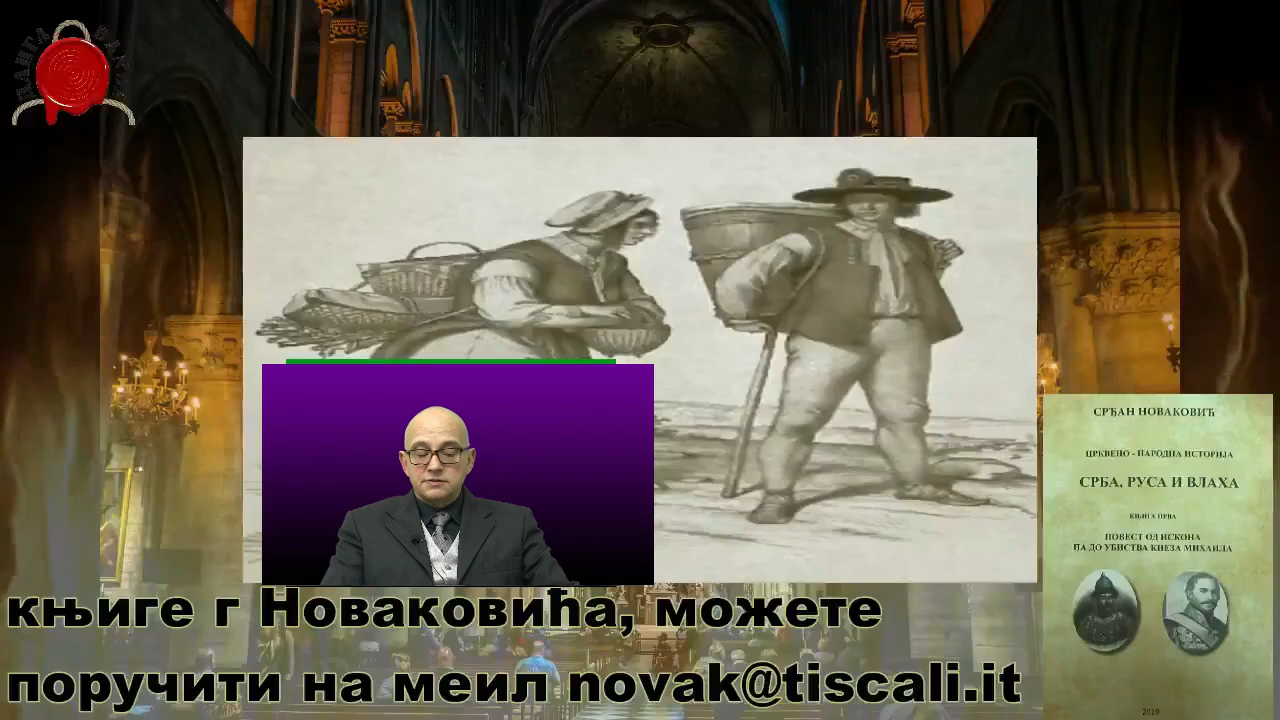 СРЂАН НОВАКОВИЋ
ЦРКВЕНО - НАРОДНА ИСТОРИЈА
СРБА, РУСА И ВЛАХА
КЊИГА ПРВА
ПОВЕСТ ОД ИСКОНА
ПА ДО УБИСТВА КНЕЗА МИХАИЛА
2019
књиге г Новаковића, можете
поручити на меил novak@tiscali.it